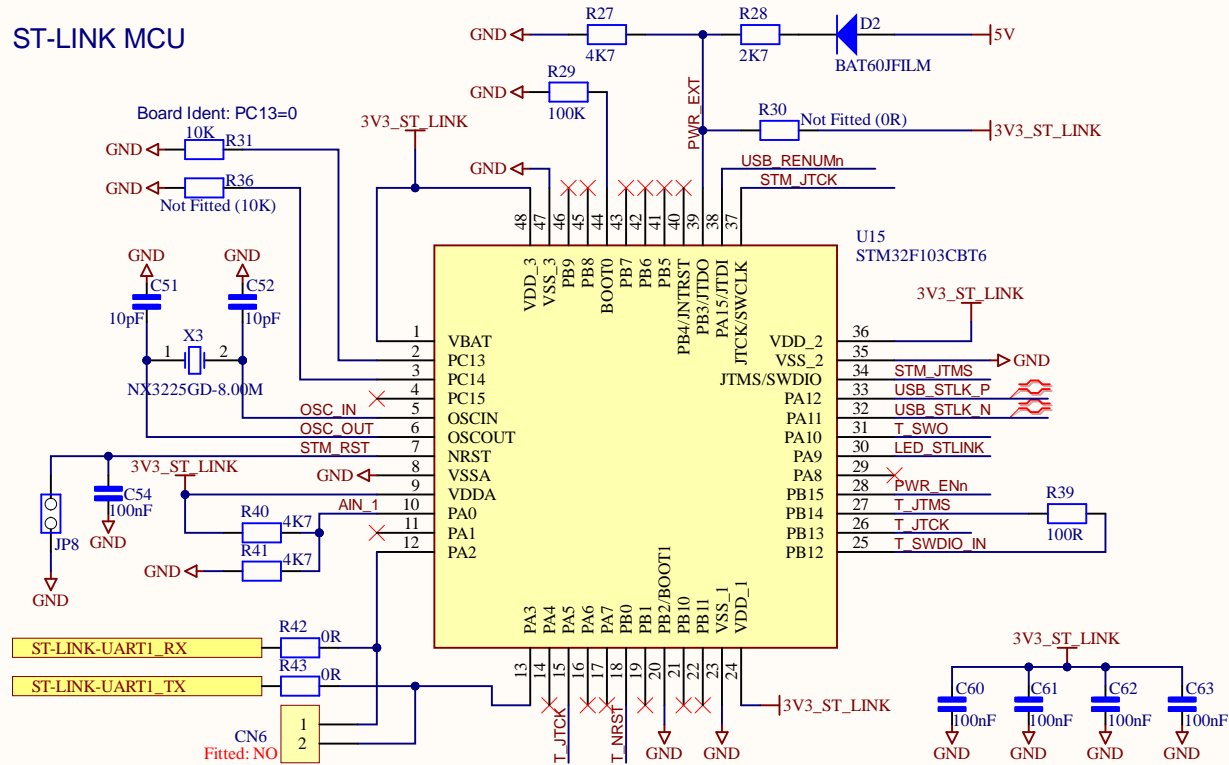 ST-LINK MCU
R27
4K7
GND
R28
2K7
D2
BAT60JFILM
5V
R29
100K
GND
PWR_EXT
R30
Not Fitted (0R)
3V3_ST_LINK
Board Ident: PC13=0
10K
R31
GND
R36
GND
Not Fitted (10K)
3V3_ST_LINK
GND
USB_RENUMn
STM_JTCK
48
47
46
45
44
43
42
41
40
39
38
37
VDD_3
VSS_3
PB9
PB8
BOOT0
PB7
PB6
PB5
PB4/JNTRST
PB3/JTDO
PA15/JTDI
JTCK/SWCLK
U15
STM32F103CBT6
GND
GND
C51
10pF
C52
10pF
X3
1
2
NX3225GD-8.00M
OSC_IN
OSC_OUT
STM_RST
3V3_ST_LINK
GND
AIN_1
C54
100nF
GND
JP8
GND
R40
4K7
R41
4K7
GND
1 VBAT
2 PC13
3 PC14
4 PC15
5 OSCIN
6 OSCOUT
7 NRST
8 VSSA
9 VDDA
10 PA0
11 PA1
12 PA2
3V3_ST_LINK
VDD_2 36
VSS_2 35 GND
JTMS/SWDIO 34 STM_JTMS
PA12 33 USB_STLK_P
PA11 32 USB_STLK_N
PA10 31 T_SWO
PA9 30 LED_STLINK
PA8 29
PB15 28 PWR_ENn
PB14 27 T_JTMS
PB13 26 T_JTCK
PB12 25 T_SWDIO_IN
R39
100R
PA3
PA4
PA5
PA6
PA7
PB0
PB1
PB2/BOOT1
PB10
PB11
VSS_1
VDD_1
13
14
15
16
17
18
19
20
21
22
23
24
T_JTCK
T_NRST
GND
GND
3V3_ST_LINK
ST-LINK-UART1_RX
R42
0R
ST-LINK-UART1_TX
R43
0R
CN6
1
2
Fitted: NO
3V3_ST_LINK
C60
100nF
GND
C61
100nF
GND
C62
100nF
GND
C63
100nF
GND